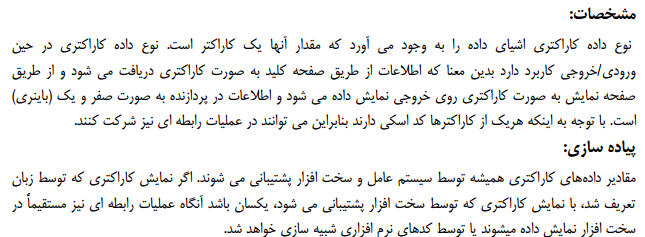 مشخصات:
نوع داده کاراکتری اشیای داده را به وجود می آورد که مقدار آنها یک کاراکتر است. نوع داده کاراکتری در حین
ورودی/خروجی کاربرد دارد بدین معنا که اطلاعات از طریق صفحه کلید به صورت کاراکتری دریافت می شود و از طریق
صفحه نمایش به صورت کاراکتری روی خروجی نمایش داده می شود و اطلاعات در پردازنده به صورت صفر و یک (باینری)
است. با توجه به اینکه هریک از کاراکترها کد اسکی دارند بنابراین می توانند در عملیات رابطه ای نیز شرکت کنند.
پیاده سازی:
مقادیر داده‌های کاراکتری همیشه توسط سیستم عامل و سخت افزار پشتیبانی می شوند. اگر نمایش کاراکتری که توسط زبان
تعریف شد، با نمایش کاراکتری که توسط سخت افزار پشتیبانی می شود، یکسان باشد آنگاه عملیات رابطه ای نیز مستقیماً در
سخت افزار نمایش داده میشوند یا توسط کدهای نرم افزاری شبیه سازی خواهد شد.